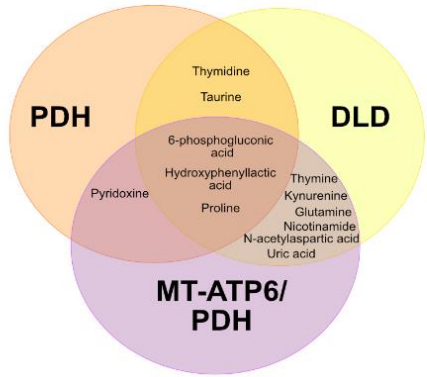 Thymidine
Taurine
PDH
DLD
6-phosphogluconic
acid
Hydroxyphenyllactic
acid
Proline
Pyridoxine
Thymine
Kynurenine
Glutamine
Nicotinamide
N-acetylaspartic acid
Uric acid
MT-ATP6/
PDH